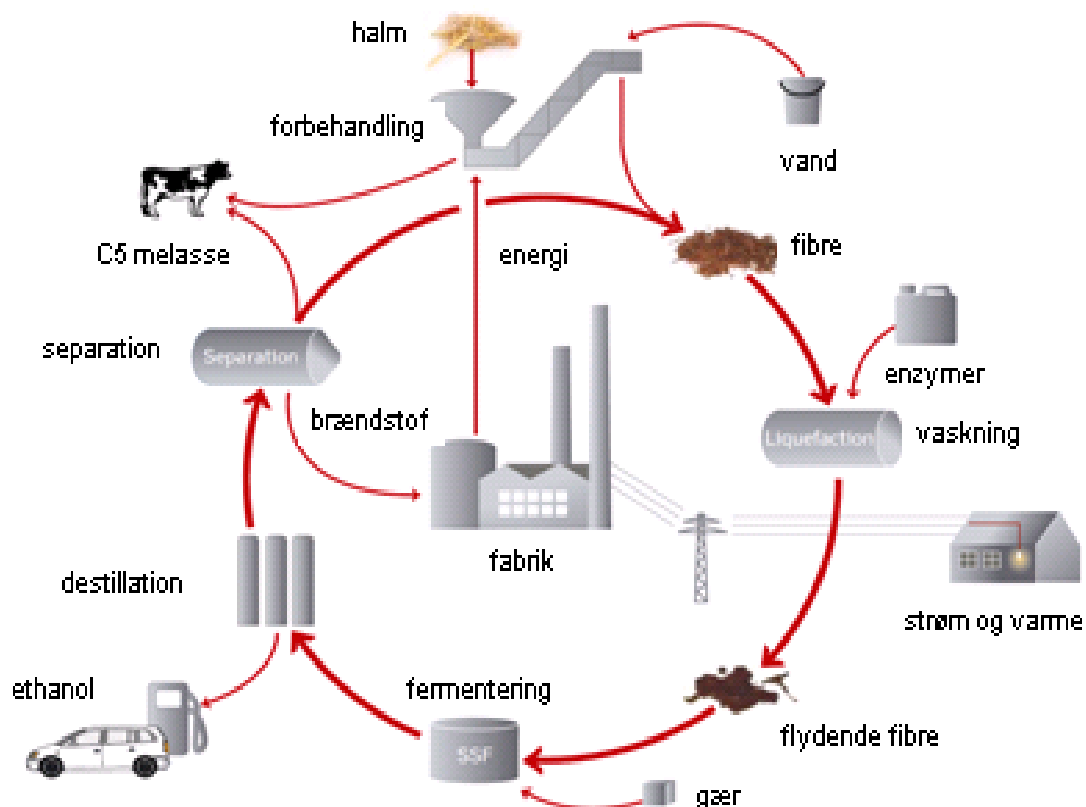 halm
forbehandling
vand
C5 melasse
energi
fibre
separation
Separation
enzymer
brændstof
Liquefaction
vaskning
fabrik
destillation
strøm og varme
ethanol
fermentering
flydende fibre
SSF
gær